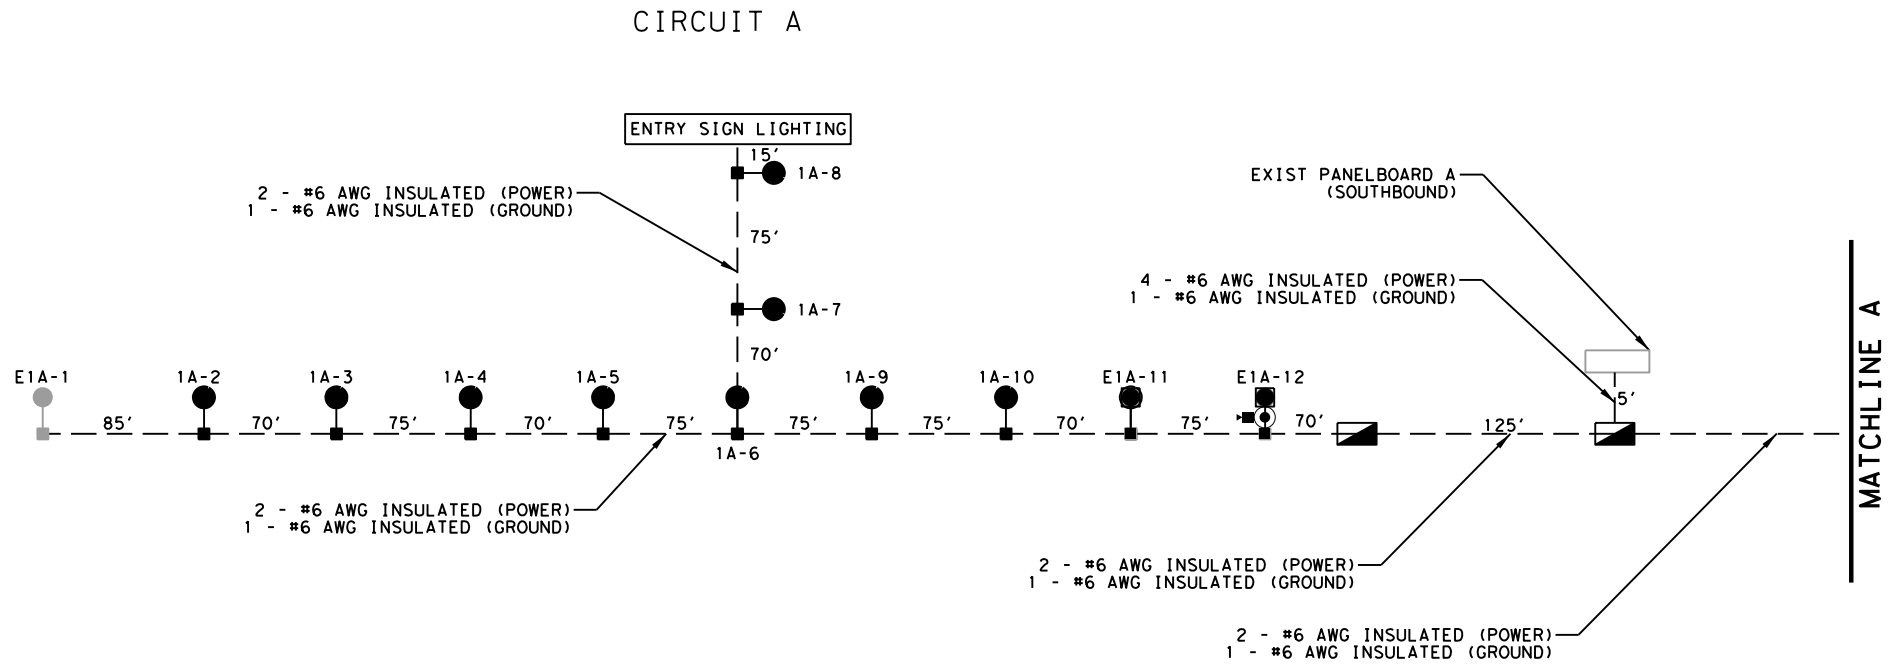 CIRCUIT A
ENTRY SIGN LIGHTING
15'
1A-8
2 - #6 AWG INSULATED (POWER)
1 - #6 AWG INSULATED (GROUND)
EXIST PANELBOARD A
(SOUTHBOUND)
75'
4 - #6 AWG INSULATED (POWER)
1 - #6 AWG INSULATED (GROUND)
1A-7
70'
E1A-1
1A-2
1A-3
1A-4
1A-5
1A-9
1A-10
E1A-11
E1A-12
5'
85'
70'
75'
70'
75'
75'
75'
70'
75'
70'
125'
1A-6
MATCHLINE A
2 - #6 AWG INSULATED (POWER)
1 - #6 AWG INSULATED (GROUND)
2 - #6 AWG INSULATED (POWER)
1 - #6 AWG INSULATED (GROUND)
2 - #6 AWG INSULATED (POWER)
1 - #6 AWG INSULATED (GROUND)